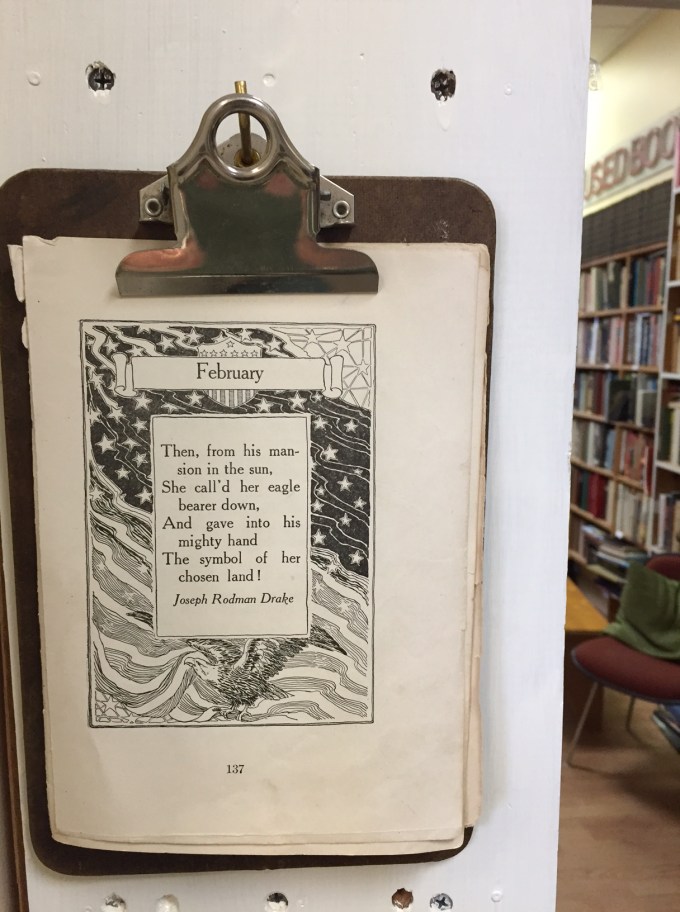 USED BOO
February
Then, from his man-
sion in the sun,
She call'd her eagle
bearer down,
And gave into his
mighty hand
The symbol of her
chosen land!
Joseph Rodman Drake
137